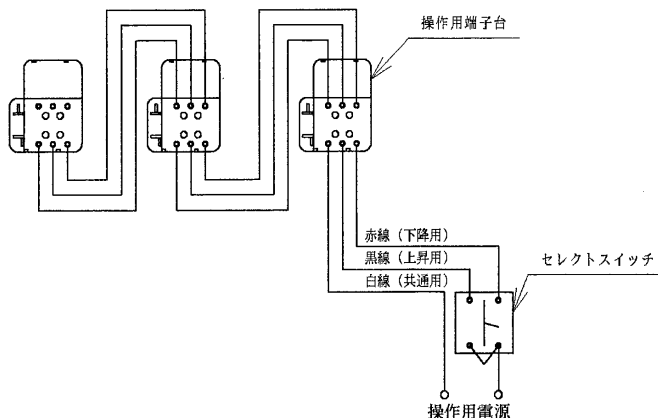 操作用端子台
赤線（下降用）
黒線（上昇用）
白線（共通用）
セレクトスイッチ
操作用電源